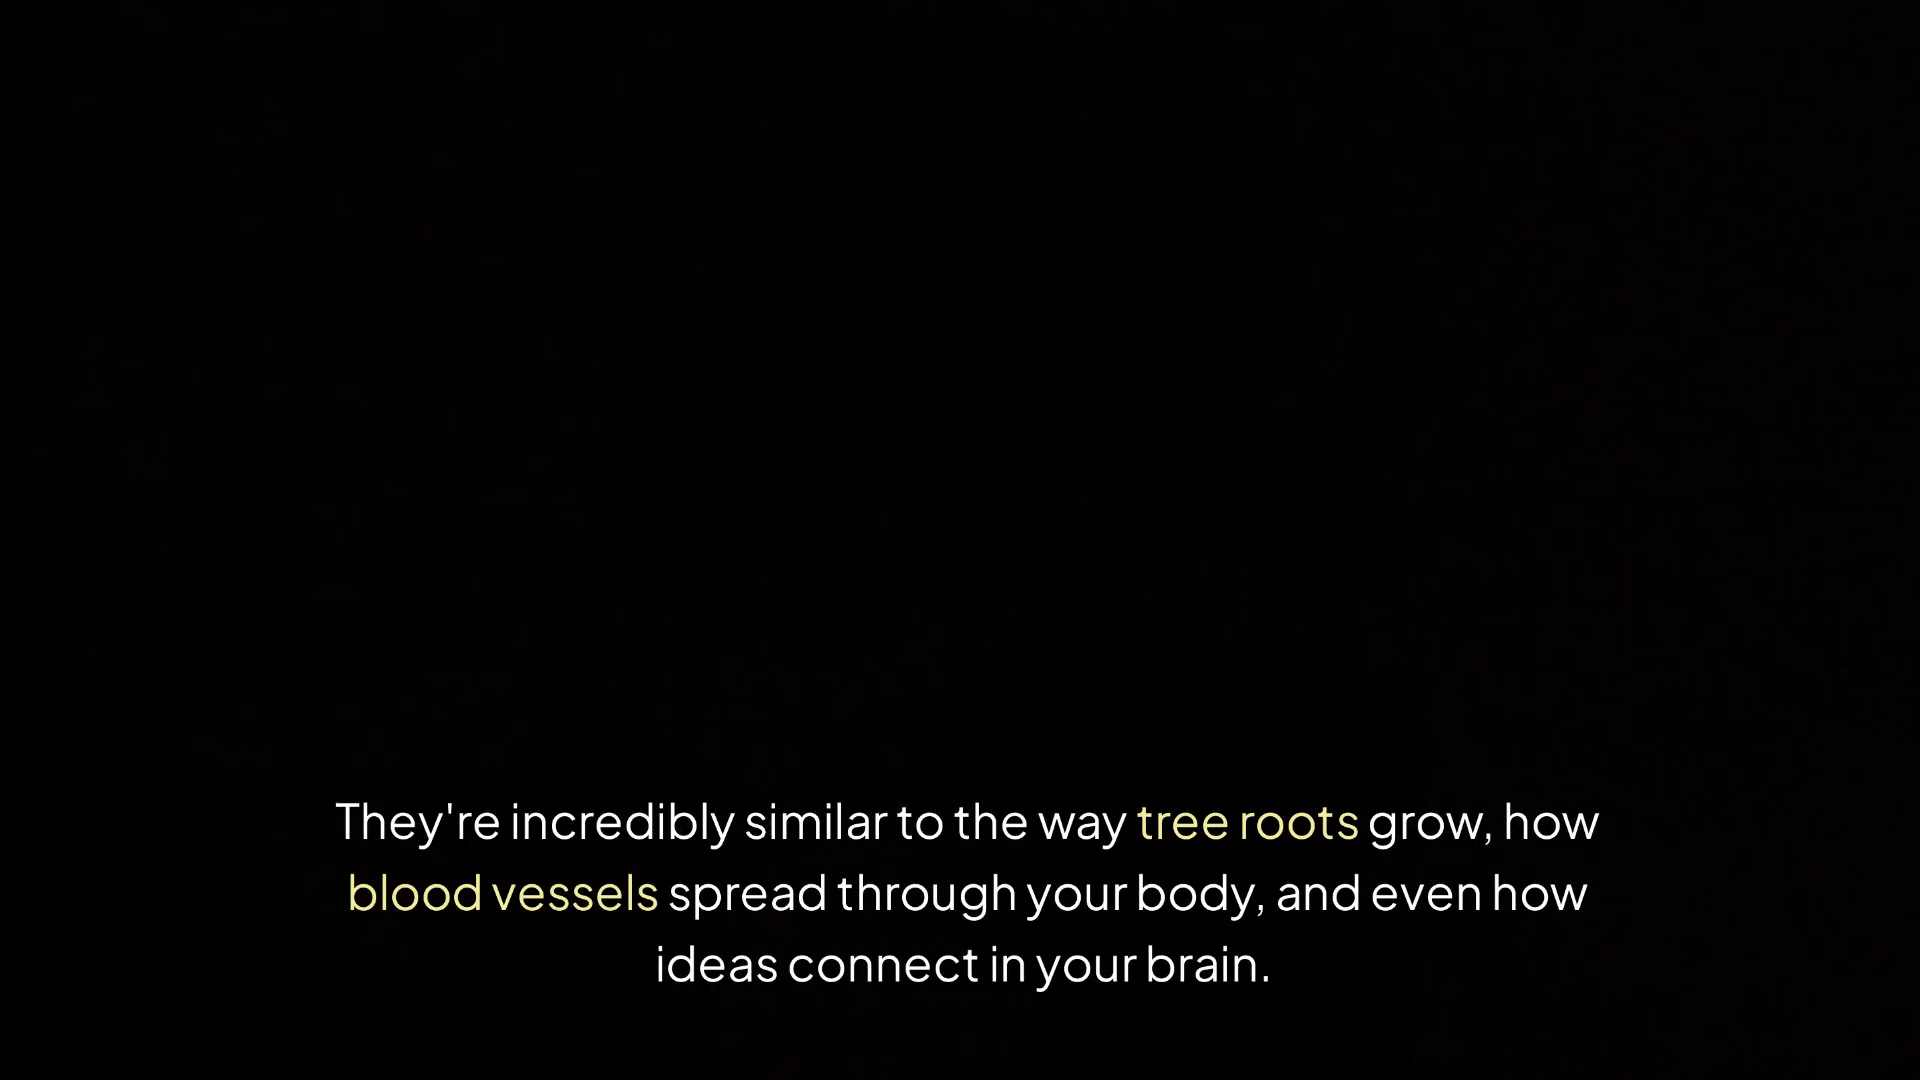 They're incredibly similar to the way tree roots grow, how
blood vessels spread through your body, and even how
ideas connect in your brain.